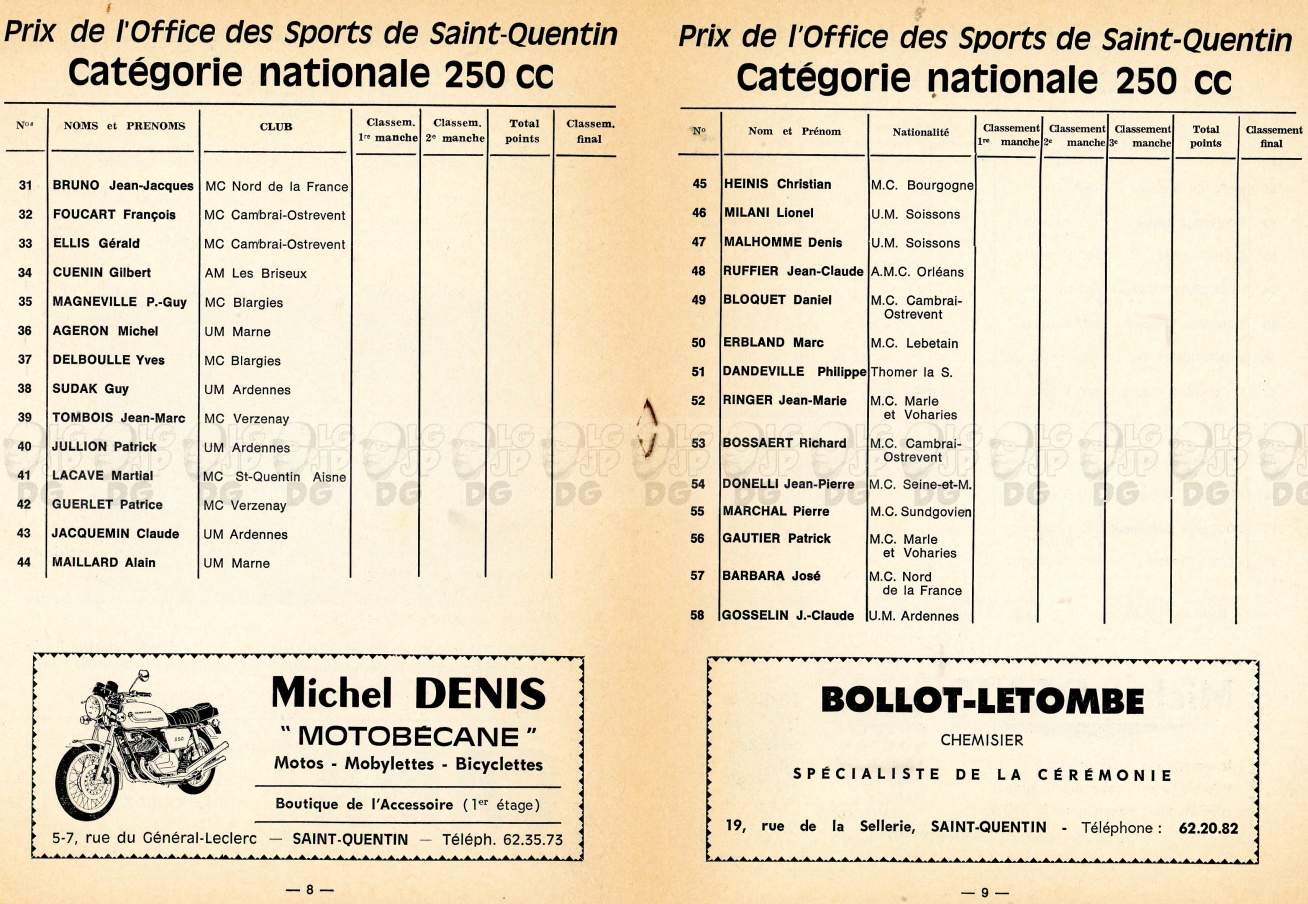 Prix de l'Office des Sports de Saint-Quentin
Catégorie nationale 250 cc
Nos NOMS et PRENOMS CLUB Classem. 1re manche Classem. 2e manche Total points Classem. final
31 BRUNO Jean-Jacques MC Nord de la France
32 FOUCART François MC Cambrai-Ostrevent
33 ELLIS Gérald MC Cambrai-Ostrevent
34 CUENIN Gilbert AM Les Briseux
35 MAGNEVILLE P.-Guy MC Blargies
36 AGERON Michel UM Marne
37 DELBOULLE Yves MC Blargies
38 SUDAK Guy UM Ardennes
39 TOMBOIS Jean-Marc MC Verzenay
40 JULLION Patrick UM Ardennes
41 LACAVE Martial MC St-Quentin Aisne
42 GUERLET Patrice MC Verzenay
43 JACQUEMIN Claude UM Ardennes
44 MAILLARD Alain UM Marne
Michel DENIS
" MOTOBÉCANE "
Motos - Mobylettes - Bicyclettes
Boutique de l'Accessoire (1er étage)
5-7, rue du Général-Leclerc — SAINT-QUENTIN — Téléph. 62.35.73
— 8 —
Prix de l'Office des Sports de Saint-Quentin
Catégorie nationale 250 cc
No Nom et Prénom Nationalité Classement 1re manche Classement 2e manche Classement 3e manche Total points Classement final
45 HEINIS Christian M.C. Bourgogne
46 MILANI Lionel U.M. Soissons
47 MALHOMME Denis U.M. Soissons
48 RUFFIER Jean-Claude A.M.C. Orléans
49 BLOQUET Daniel M.C. Cambrai-
Ostrevent
50 ERBLAND Marc M.C. Lebetain
51 DANDEVILLE Philippe Thomer la S.
52 RINGER Jean-Marie M.C. Marle
et Voharies
53 BOSSAERT Richard M.C. Cambrai-
Ostrevent
54 DONELLI Jean-Pierre M.C. Seine-et-M.
55 MARCHAL Pierre M.C. Sundgovien
56 GAUTIER Patrick M.C. Marle
et Voharies
57 BARBARA José M.C. Nord
de la France
58 GOSSELIN J.-Claude U.M. Ardennes
BOLLOT-LETOMBE
CHEMISIER
SPÉCIALISTE DE LA CÉRÉMONIE
19, rue de la Sellerie, SAINT-QUENTIN - Téléphone : 62.20.82
— 9 —
LG JP DG